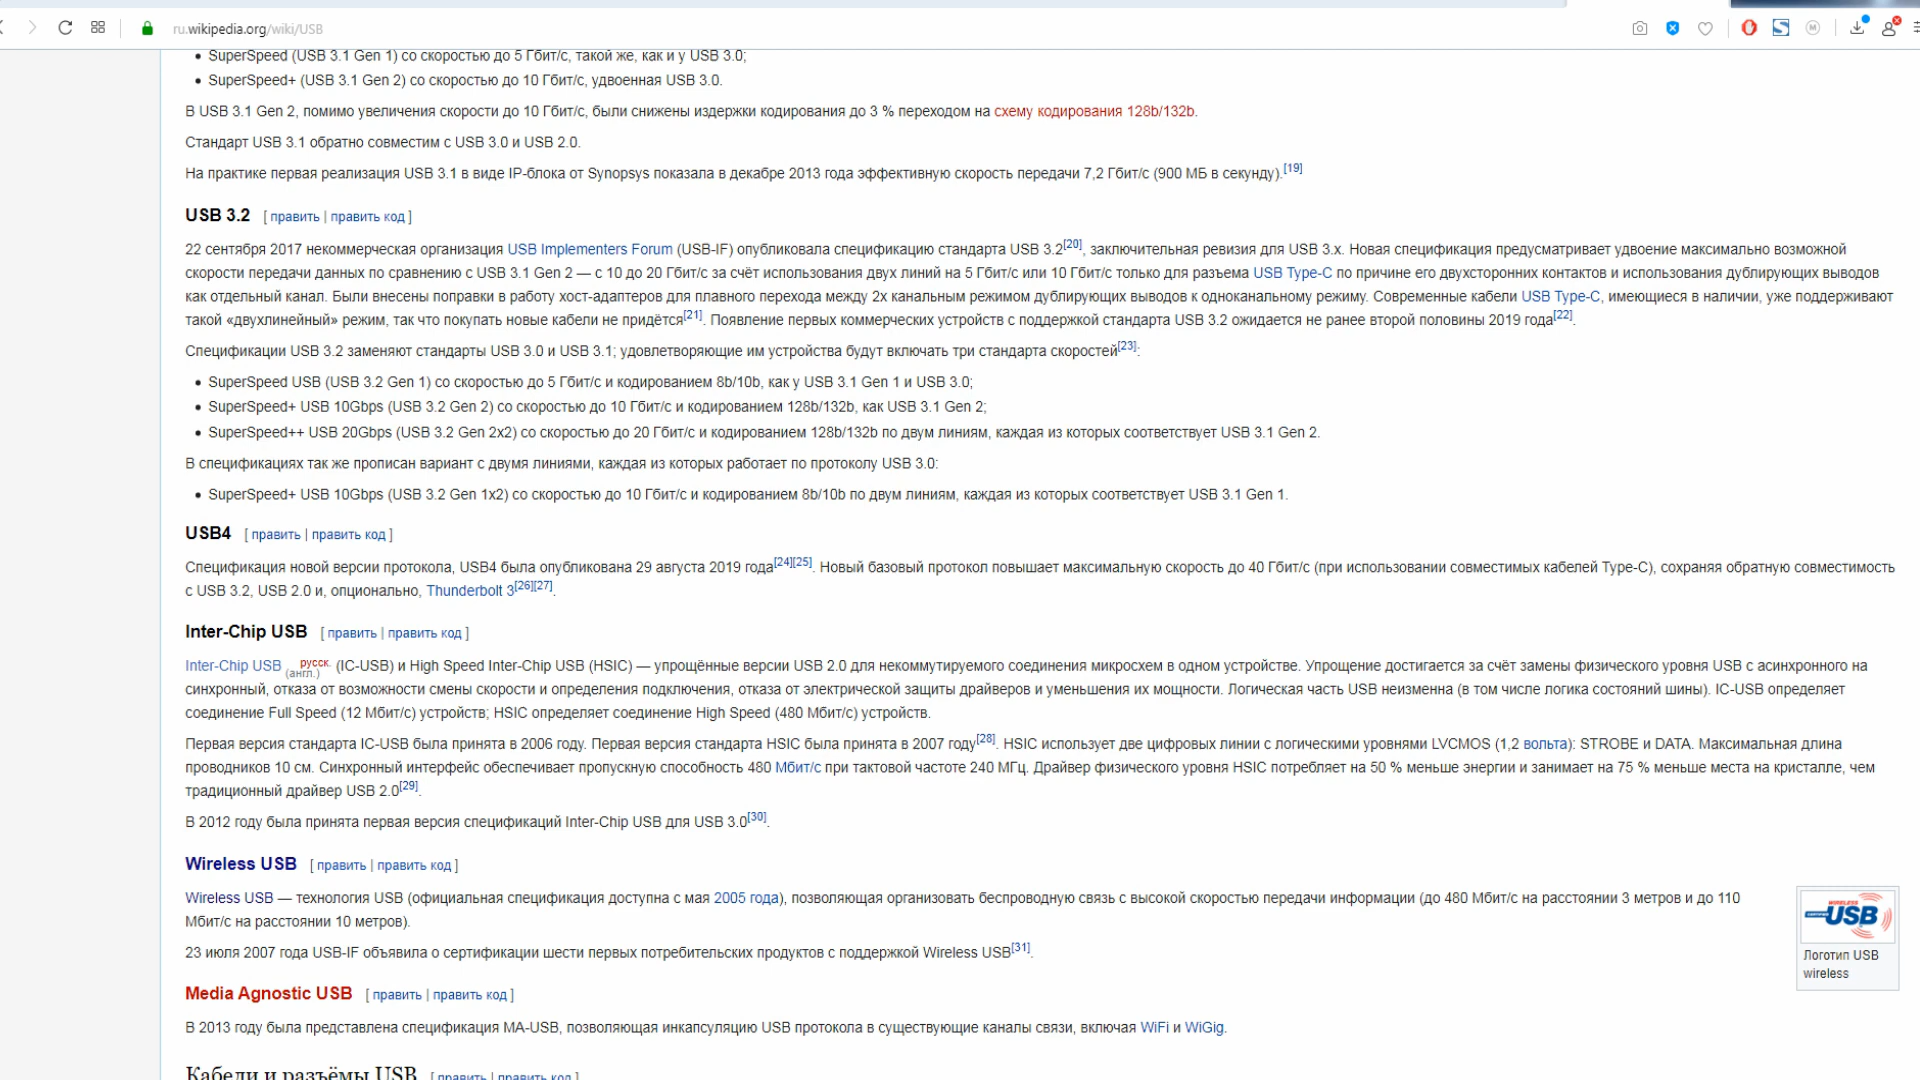 ru.wikipedia.org/wiki/USB
• SuperSpeed (USB 3.1 Gen 1) со скоростью до 5 Гбит/с, такой же, как и у USB 3.0;
• SuperSpeed+ (USB 3.1 Gen 2) со скоростью до 10 Гбит/с, удвоенная USB 3.0.
В USB 3.1 Gen 2, помимо увеличения скорости до 10 Гбит/с, были снижены издержки кодирования до 3 % переходом на схему кодирования 128b/132b.
Стандарт USB 3.1 обратно совместим с USB 3.0 и USB 2.0.
На практике первая реализация USB 3.1 в виде IP-блока от Synopsys показала в декабре 2013 года эффективную скорость передачи 7,2 Гбит/с (900 МБ в секунду).[19]
USB 3.2 [ править | править код ]
22 сентября 2017 некоммерческая организация USB Implementers Forum (USB-IF) опубликовала спецификацию стандарта USB 3.2[20], заключительная ревизия для USB 3.x. Новая спецификация предусматривает удвоение максимально возможной
скорости передачи данных по сравнению с USB 3.1 Gen 2 — с 10 до 20 Гбит/с за счёт использования двух линий на 5 Гбит/с или 10 Гбит/с только для разъема USB Type-C по причине его двухсторонних контактов и использования дублирующих выводов
как отдельный канал. Были внесены поправки в работу хост-адаптеров для плавного перехода между 2х канальным режимом дублирующих выводов к одноканальному режиму. Современные кабели USB Type-C, имеющиеся в наличии, уже поддерживают
такой «двухлинейный» режим, так что покупать новые кабели не придётся[21]. Появление первых коммерческих устройств с поддержкой стандарта USB 3.2 ожидается не ранее второй половины 2019 года[22].
Спецификации USB 3.2 заменяют стандарты USB 3.0 и USB 3.1; удовлетворяющие им устройства будут включать три стандарта скоростей[23]:
• SuperSpeed USB (USB 3.2 Gen 1) со скоростью до 5 Гбит/с и кодированием 8b/10b, как у USB 3.1 Gen 1 и USB 3.0;
• SuperSpeed+ USB 10Gbps (USB 3.2 Gen 2) со скоростью до 10 Гбит/с и кодированием 128b/132b, как USB 3.1 Gen 2;
• SuperSpeed++ USB 20Gbps (USB 3.2 Gen 2x2) со скоростью до 20 Гбит/с и кодированием 128b/132b по двум линиям, каждая из которых соответствует USB 3.1 Gen 2.
В спецификациях так же прописан вариант с двумя линиями, каждая из которых работает по протоколу USB 3.0:
• SuperSpeed+ USB 10Gbps (USB 3.2 Gen 1x2) со скоростью до 10 Гбит/с и кодированием 8b/10b по двум линиям, каждая из которых соответствует USB 3.1 Gen 1.
USB4 [ править | править код ]
Спецификация новой версии протокола, USB4 была опубликована 29 августа 2019 года[24][25]. Новый базовый протокол повышает максимальную скорость до 40 Гбит/с (при использовании совместимых кабелей Type-C), сохраняя обратную совместимость
с USB 3.2, USB 2.0 и, опционально, Thunderbolt 3[26][27].
Inter-Chip USB [ править | править код ]
Inter-Chip USB русск. (англ.) (IC-USB) и High Speed Inter-Chip USB (HSIC) — упрощённые версии USB 2.0 для некоммутируемого соединения микросхем в одном устройстве. Упрощение достигается за счёт замены физического уровня USB с асинхронного на
синхронный, отказа от возможности смены скорости и определения подключения, отказа от электрической защиты драйверов и уменьшения их мощности. Логическая часть USB неизменна (в том числе логика состояний шины). IC-USB определяет
соединение Full Speed (12 Мбит/с) устройств; HSIC определяет соединение High Speed (480 Мбит/с) устройств.
Первая версия стандарта IC-USB была принята в 2006 году. Первая версия стандарта HSIC была принята в 2007 году[28]. HSIC использует две цифровых линии с логическими уровнями LVCMOS (1,2 вольта): STROBE и DATA. Максимальная длина
проводников 10 см. Синхронный интерфейс обеспечивает пропускную способность 480 Мбит/с при тактовой частоте 240 МГц. Драйвер физического уровня HSIC потребляет на 50 % меньше энергии и занимает на 75 % меньше места на кристалле, чем
традиционный драйвер USB 2.0[29].
В 2012 году была принята первая версия спецификаций Inter-Chip USB для USB 3.0[30].
Wireless USB [ править | править код ]
Wireless USB — технология USB (официальная спецификация доступна с мая 2005 года), позволяющая организовать беспроводную связь с высокой скоростью передачи информации (до 480 Мбит/с на расстоянии 3 метров и до 110
Мбит/с на расстоянии 10 метров).
23 июля 2007 года USB-IF объявила о сертификации шести первых потребительских продуктов с поддержкой Wireless USB[31].
WIRELESS
USB
Логотип USB
wireless
Media Agnostic USB [ править | править код ]
В 2013 году была представлена спецификация MA-USB, позволяющая инкапсуляцию USB протокола в существующие каналы связи, включая WiFi и WiGig.
Кабели и разъёмы USB [ править | править код ]